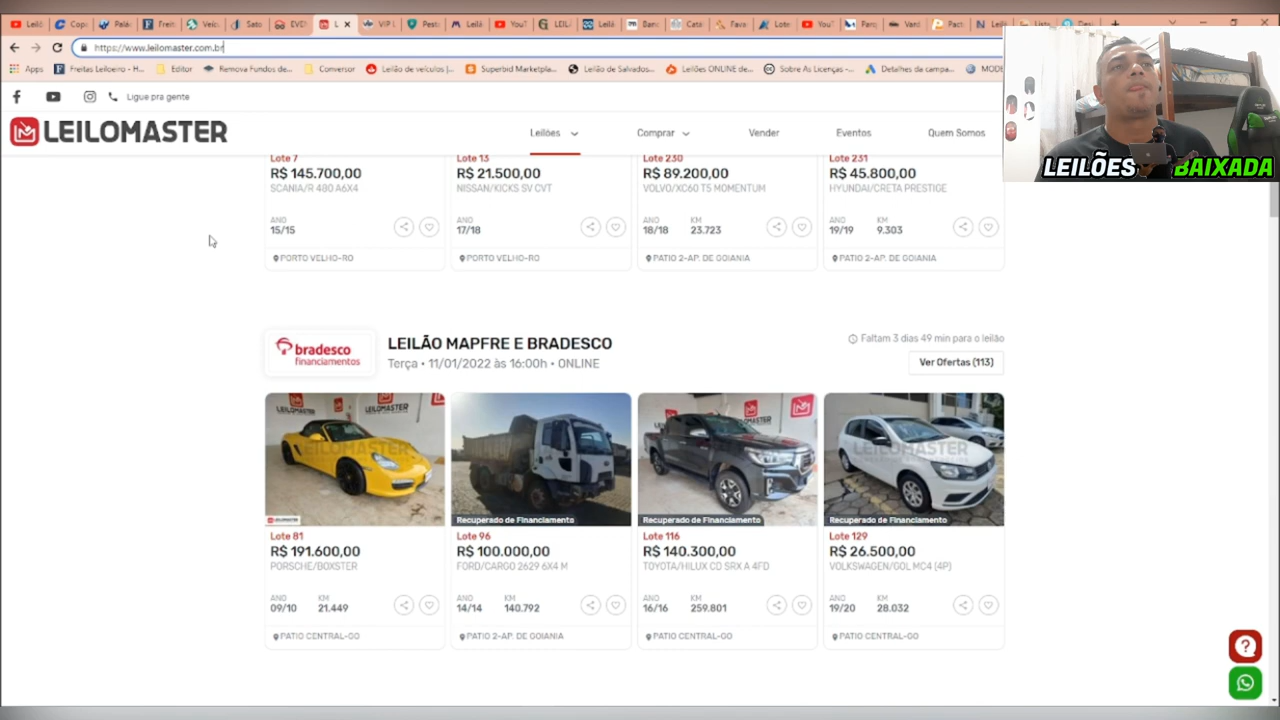 https://www.leilomaster.com.br
Apps
Freitas Leiloeiro - H...
Editor
Remova Fundos de...
Conversor
Leilão de veículos |...
Superbid Marketpla...
Leilão de Salvados...
Leilões ONLINE de...
Sobre As Licenças -...
Detalhes da campa...
Ligue pra gente
LEILOMASTER
Leilões
Comprar
Vender
Eventos
Quem Somos
LEILÕES BAIXADA
Lote 7
R$ 145.700,00
SCANIA/R 480 A6X4
ANO
15/15
PORTO VELHO-RO
Lote 13
R$ 21.500,00
NISSAN/KICKS SV CVT
ANO
17/18
PORTO VELHO-RO
Lote 230
R$ 89.200,00
VOLVO/XC60 T5 MOMENTUM
ANO KM
18/18 23.723
PATIO 2-AP. DE GOIANIA
Lote 231
R$ 45.800,00
HYUNDAI/CRETA PRESTIGE
ANO KM
19/19 9.303
PATIO 2-AP. DE GOIANIA
bradesco
financiamentos
LEILÃO MAPFRE E BRADESCO
Terça • 11/01/2022 às 16:00h • ONLINE
Faltam 3 dias 49 min para o leilão
Ver Ofertas (113)
LEILOMASTER
Lote 81
R$ 191.600,00
PORSCHE/BOXSTER
ANO KM
09/10 21.449
PATIO CENTRAL-GO
Recuperado de Financiamento
Lote 96
R$ 100.000,00
FORD/CARGO 2629 6X4 M
ANO KM
14/14 140.792
PATIO 2-AP. DE GOIANIA
Recuperado de Financiamento
Lote 116
R$ 140.300,00
TOYOTA/HILUX CD SRX A 4FD
ANO KM
16/16 259.801
PATIO CENTRAL-GO
Recuperado de Financiamento
Lote 129
R$ 26.500,00
VOLKSWAGEN/GOL MC4 (4P)
ANO KM
19/20 28.032
PATIO CENTRAL-GO